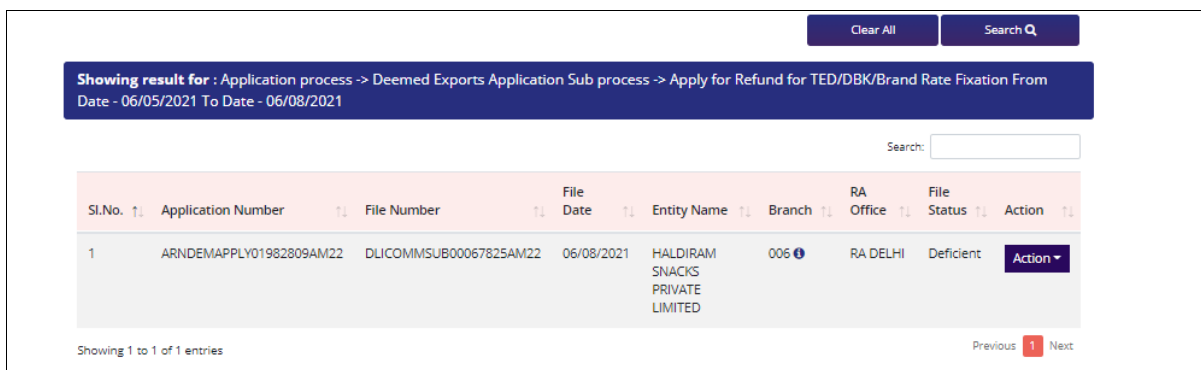 Clear All Search
Showing result for : Application process -> Deemed Exports Application Sub process -> Apply for Refund for TED/DBK/Brand Rate Fixation From
Date - 06/05/2021 To Date - 06/08/2021
Search:
Sl.No. Application Number File Number File Date Entity Name Branch RA Office File Status Action
1 ARNDEMAPPLY01982809AM22 DLICOMMSUB00067825AM22 06/08/2021 HALDIRAM SNACKS PRIVATE LIMITED 006 RA DELHI Deficient Action
Showing 1 to 1 of 1 entries
Previous 1 Next